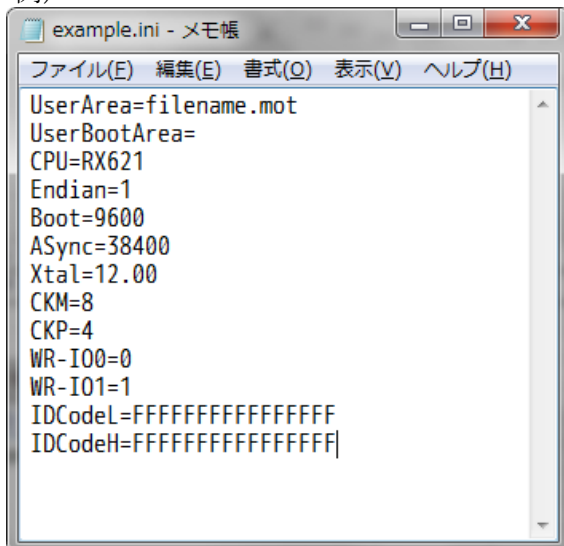 example.ini - メモ帳
ファイル(F) 編集(E) 書式(O) 表示(V) ヘルプ(H)
UserArea=filename.mot
UserBootArea=
CPU=RX621
Endian=1
Boot=9600
ASync=38400
Xtal=12.00
CKM=8
CKP=4
WR-IO0=0
WR-IO1=1
IDCodeL=FFFFFFFFFFFFFFFF
IDCodeH=FFFFFFFFFFFFFFFF